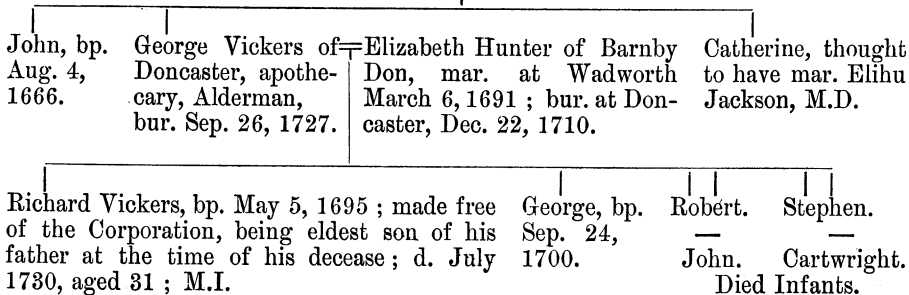 John, bp.
Aug. 4,
1666.
George Vickers of
Doncaster, apothe-
cary, Alderman,
bur. Sep. 26, 1727.
Elizabeth Hunter of Barnby
Don, mar. at Wadworth
March 6, 1691 ; bur. at Don-
caster, Dec. 22, 1710.
Catherine, thought
to have mar. Elihu
Jackson, M.D.
Richard Vickers, bp. May 5, 1695 ; made free
of the Corporation, being eldest son of his
father at the time of his decease ; d. July
1730, aged 31 ; M.I.
George, bp.
Sep. 24,
1700.
Robert.
—
John.
Stephen.
—
Cartwright.
Died Infants.